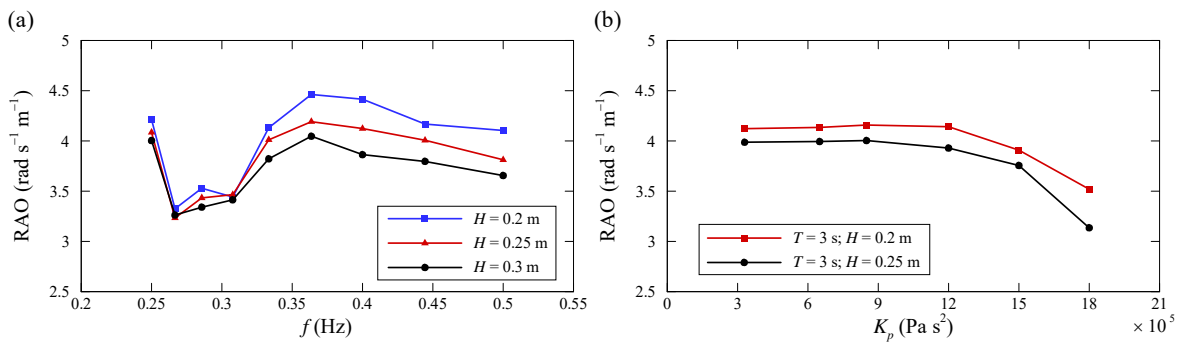 (a)
5
4.5
4
3.5
3
2.5
RAO (rad s⁻¹ m⁻¹)
H = 0.2 m
H = 0.25 m
H = 0.3 m
0.2 0.25 0.3 0.35 0.4 0.45 0.5 0.55
f (Hz)
(b)
5
4.5
4
3.5
3
2.5
RAO (rad s⁻¹ m⁻¹)
T = 3 s; H = 0.2 m
T = 3 s; H = 0.25 m
0 3 6 9 12 15 18 21
K_p (Pa s²)
× 10⁵